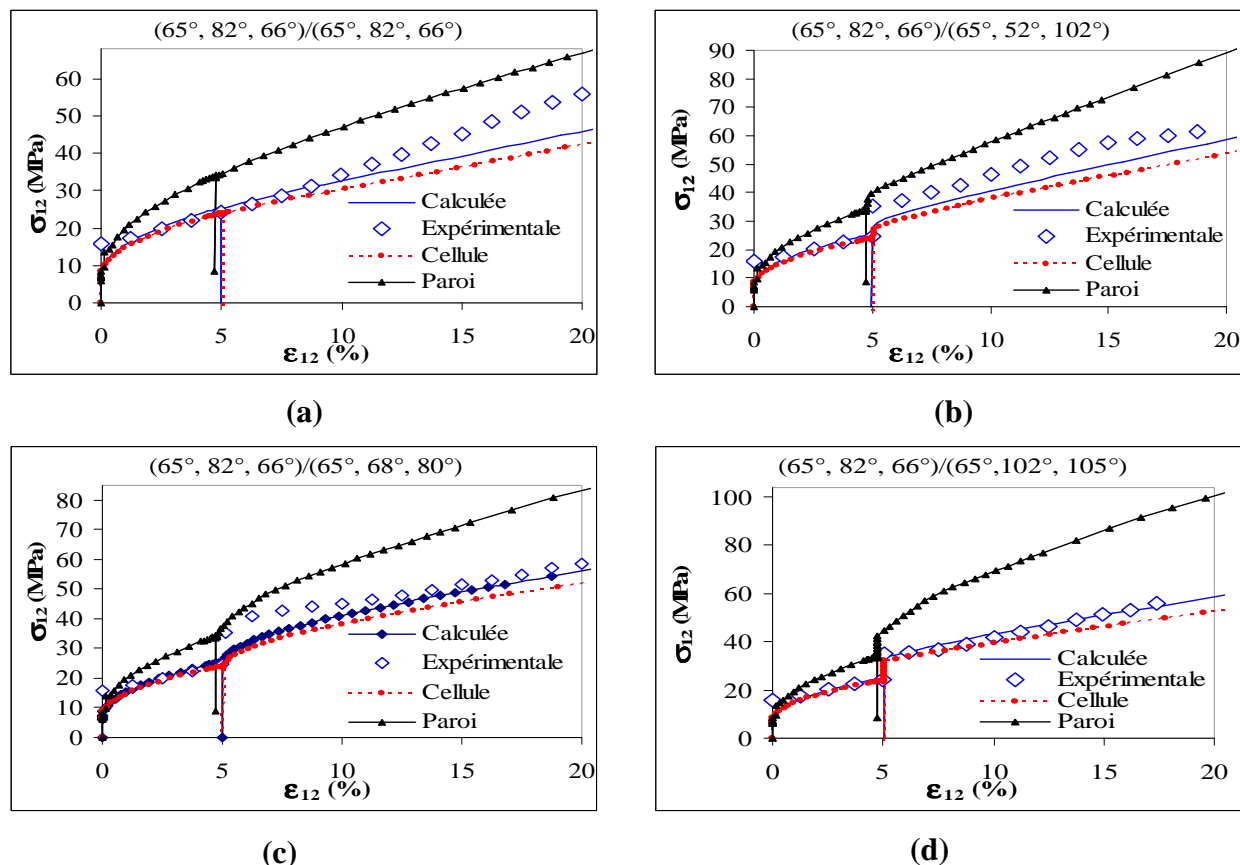 (65°, 82°, 66°)/(65°, 82°, 66°)
σ12 (MPa)
60
50
40
30
20
10
0
Calculée
Expérimentale
Cellule
Paroi
0 5 10 15 20
ε12 (%)
(a)
(65°, 82°, 66°)/(65°, 52°, 102°)
σ12 (MPa)
90
80
70
60
50
40
30
20
10
0
Calculée
Expérimentale
Cellule
Paroi
0 5 10 15 20
ε12 (%)
(b)
(65°, 82°, 66°)/(65°, 68°, 80°)
σ12 (MPa)
80
70
60
50
40
30
20
10
0
Calculée
Expérimentale
Cellule
Paroi
0 5 10 15 20
ε12 (%)
(c)
(65°, 82°, 66°)/(65°,102°, 105°)
σ12 (MPa)
100
80
60
40
20
0
Calculée
Expérimentale
Cellule
Paroi
0 5 10 15 20
ε12 (%)
(d)